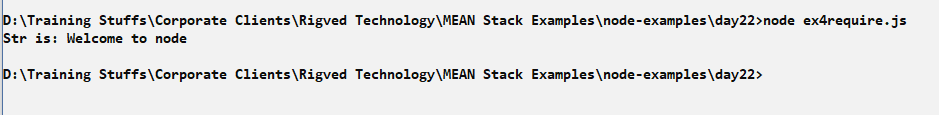 D:\Training Stuffs\Corporate Clients\Rigved Technology\MEAN Stack Examples\node-examples\day22>node ex4require.js
Str is: Welcome to node
D:\Training Stuffs\Corporate Clients\Rigved Technology\MEAN Stack Examples\node-examples\day22>